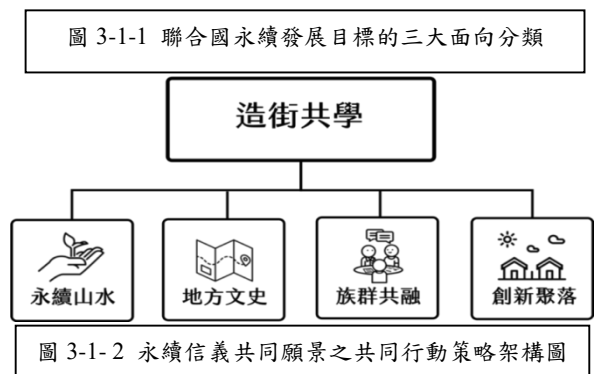 圖 3-1-1 聯合國永續發展目標的三大面向分類
造街共學
永續山水
地方文史
族群共融
創新聚落
圖 3-1- 2 永續信義共同願景之共同行動策略架構圖